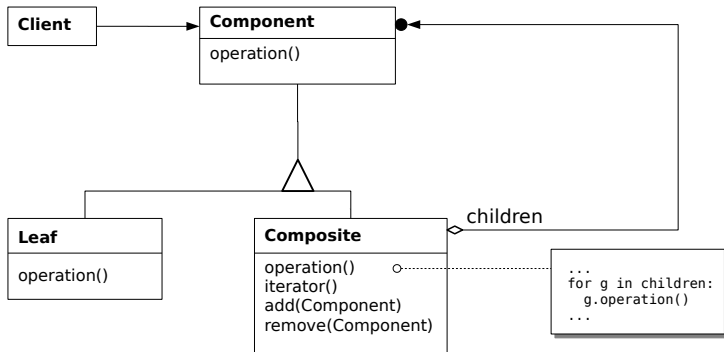 Client
Component
operation()
children
Leaf
operation()
Composite
operation()
iterator()
add(Component)
remove(Component)
...
for g in children:
  g.operation()
...